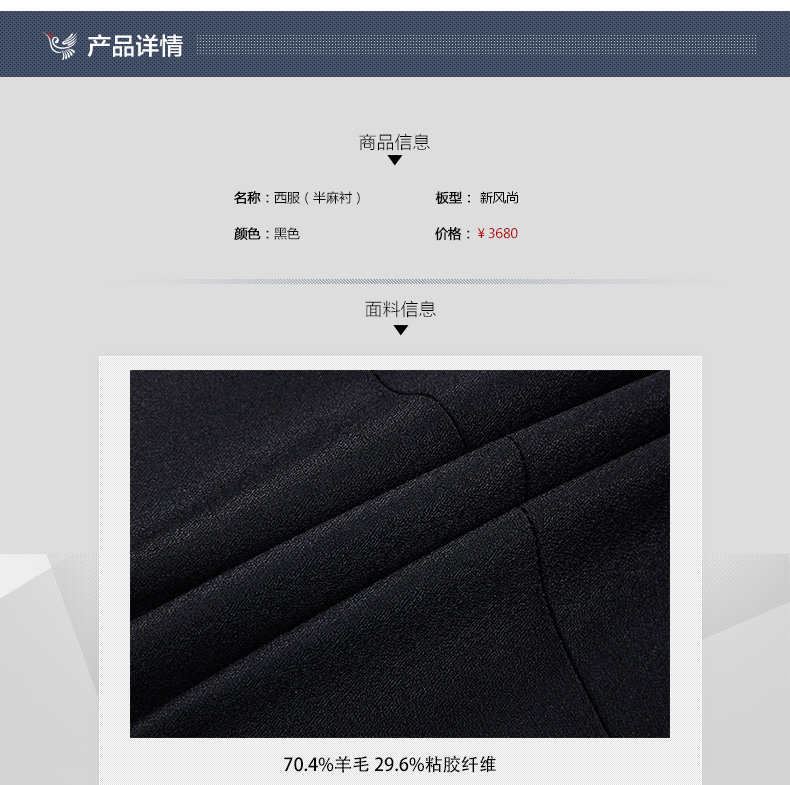 产品详情
商品信息
名称：西服（半麻衬） 板型： 新风尚
颜色：黑色 价格：￥3680
面料信息
70.4%羊毛 29.6%粘胶纤维